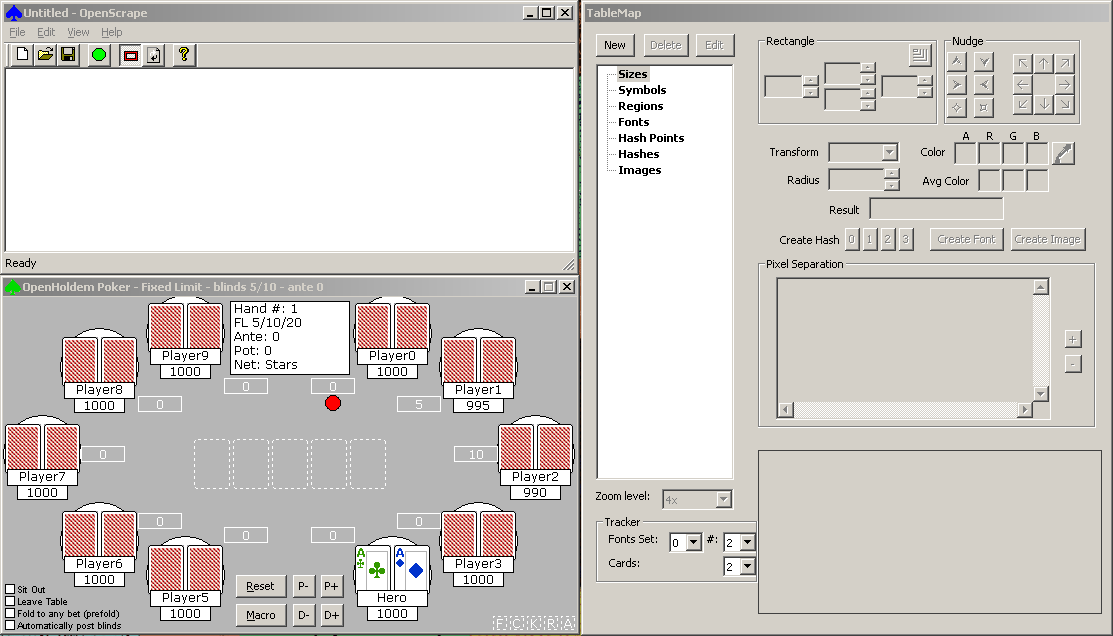 Untitled - OpenScrape
File Edit View Help
Ready
OpenHoldem Poker - Fixed Limit - blinds 5/10 - ante 0
Hand #: 1
FL 5/10/20
Ante: 0
Pot: 0
Net: Stars
Player9
1000
0
Player0
1000
0
Player8
1000
0
Player1
995
5
Player7
1000
0
Player2
990
10
Player6
1000
0
Player3
1000
0
Player5
1000
0
A A
Hero
1000
0
Reset P- P+
Macro D- D+
Sit Out
Leave Table
Fold to any bet (prefold)
Automatically post blinds
F C K R A
TableMap
New Delete Edit
Sizes
Symbols
Regions
Fonts
Hash Points
Hashes
Images
Zoom level: 4x
Tracker
Fonts Set: 0 #: 2
Cards: 2
Rectangle
Nudge
A R G B
Transform Color
Radius Avg Color
Result
Create Hash 0 1 2 3 Create Font Create Image
Pixel Separation
+
-